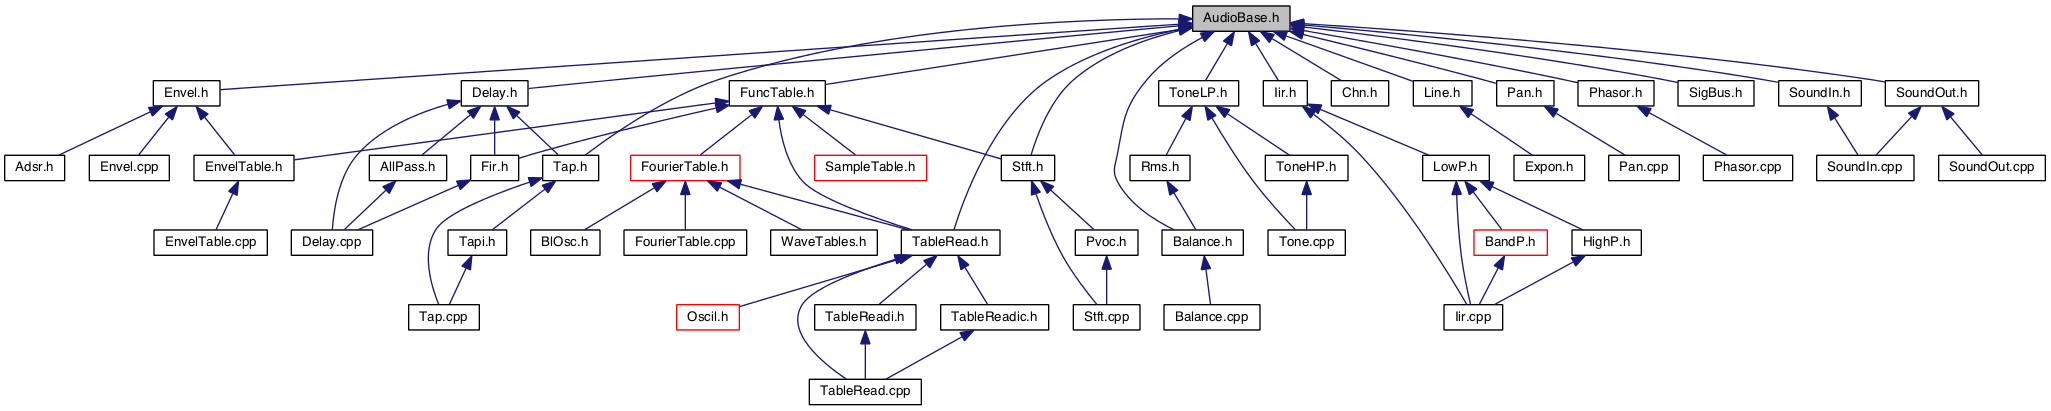 AudioBase.h
Envel.h
Delay.h
FuncTable.h
ToneLP.h
Iir.h
Chn.h
Line.h
Pan.h
Phasor.h
SigBus.h
SoundIn.h
SoundOut.h
Adsr.h
Envel.cpp
EnvelTable.h
AllPass.h
Fir.h
Tap.h
FourierTable.h
SampleTable.h
Stft.h
Rms.h
ToneHP.h
LowP.h
Expon.h
Pan.cpp
Phasor.cpp
SoundIn.cpp
SoundOut.cpp
EnvelTable.cpp
Delay.cpp
Tapi.h
BlOsc.h
FourierTable.cpp
WaveTables.h
TableRead.h
Pvoc.h
Balance.h
Tone.cpp
BandP.h
HighP.h
Tap.cpp
Oscil.h
TableReadi.h
TableReadic.h
Stft.cpp
Balance.cpp
Iir.cpp
TableRead.cpp